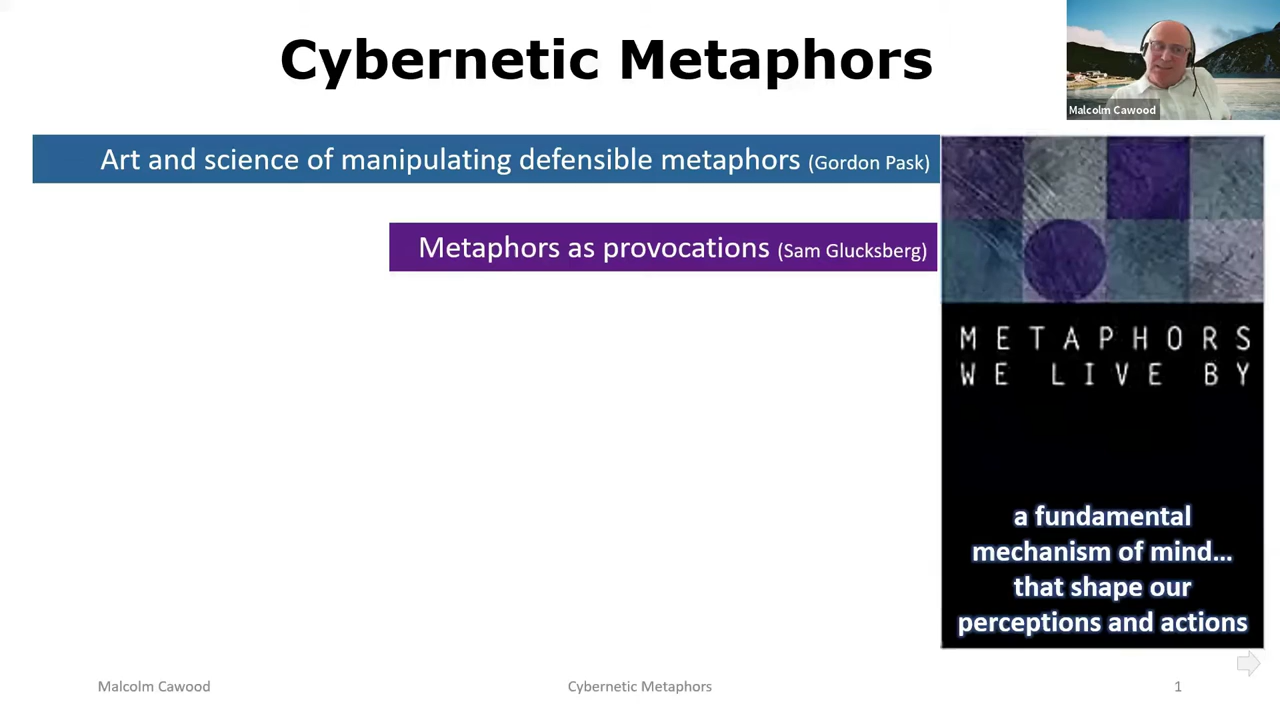 Cybernetic Metaphors
Malcolm Cawood
Art and science of manipulating defensible metaphors (Gordon Pask)
Metaphors as provocations (Sam Glucksberg)
METAPHORS
WE LIVE BY
a fundamental
mechanism of mind...
that shape our
perceptions and actions
Malcolm Cawood
Cybernetic Metaphors
1